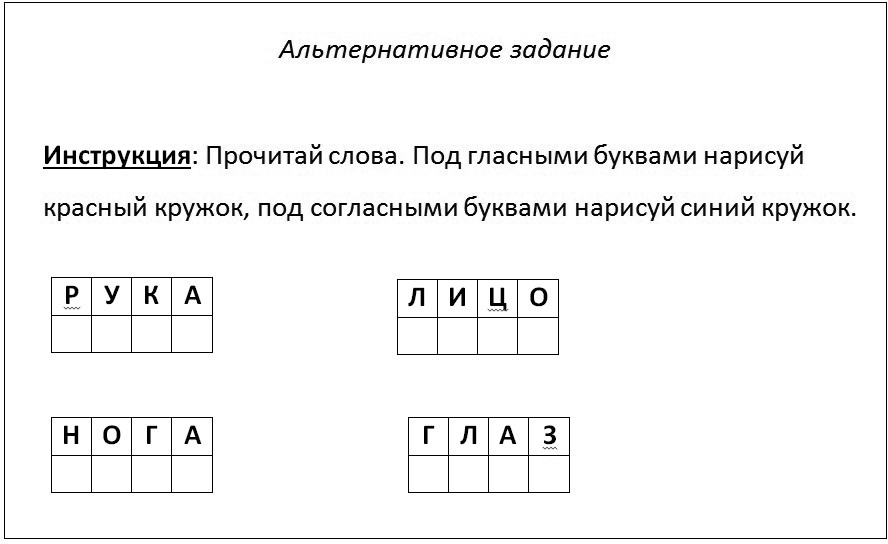 Альтернативное задание
Инструкция: Прочитай слова. Под гласными буквами нарисуй
красный кружок, под согласными буквами нарисуй синий кружок.
Р У К А
Л И Ц О
Н О Г А
Г Л А З